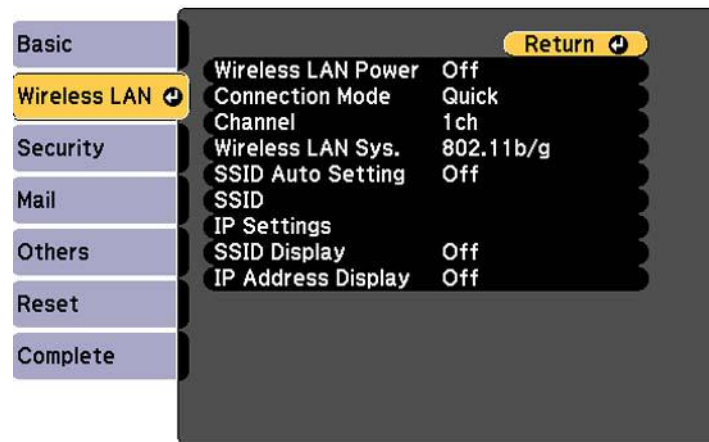 Basic
Wireless LAN
Security
Mail
Others
Reset
Complete
Return
Wireless LAN Power Off
Connection Mode Quick
Channel 1ch
Wireless LAN Sys. 802.11b/g
SSID Auto Setting Off
SSID
IP Settings
SSID Display Off
IP Address Display Off